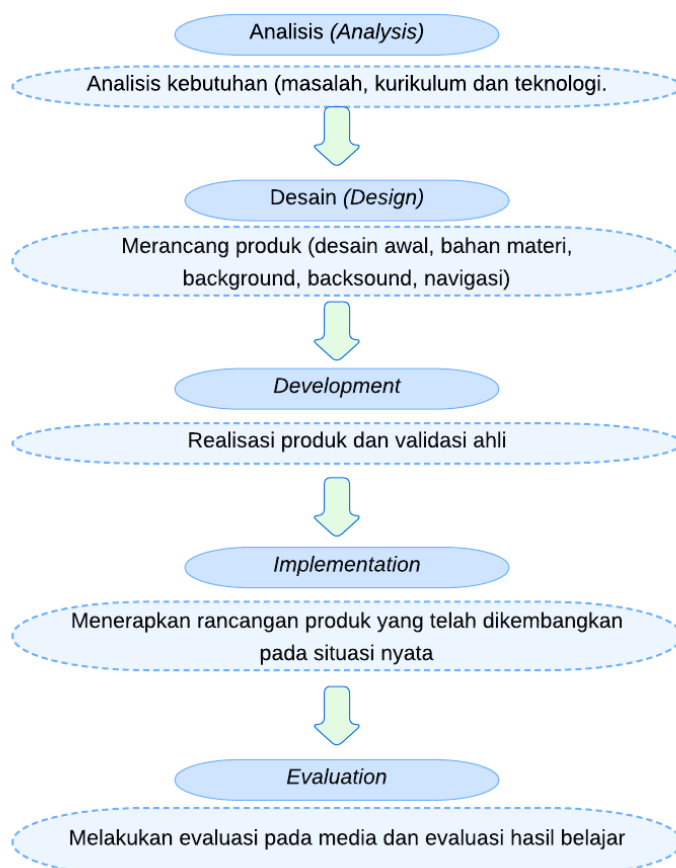 Analisis (Analysis)
Analisis kebutuhan (masalah, kurikulum dan teknologi.
Desain (Design)
Merancang produk (desain awal, bahan materi,
background, backsound, navigasi)
Development
Realisasi produk dan validasi ahli
Implementation
Menerapkan rancangan produk yang telah dikembangkan
pada situasi nyata
Evaluation
Melakukan evaluasi pada media dan evaluasi hasil belajar